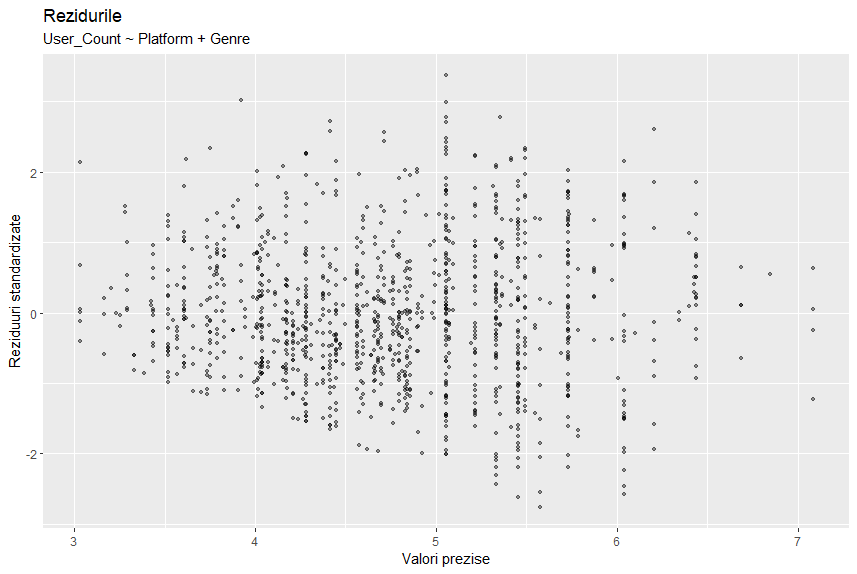 Rezidurile
User_Count ~ Platform + Genre
Reziduuri standardizate
2
0
-2
3
4
5
6
7
Valori prezise